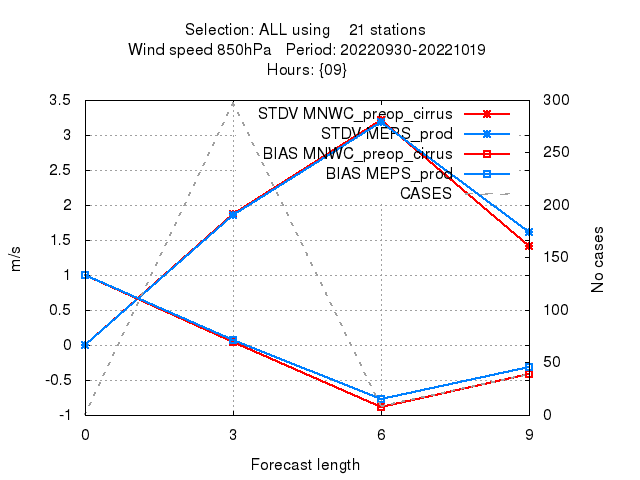 Selection: ALL using 21 stations
Wind speed 850hPa Period: 20220930-20221019
Hours: {09}
3.5
3
2.5
2
1.5
1
0.5
0
-0.5
-1
m/s
STDV MNWC_preop_cirrus
STDV MEPS_prod
BIAS MNWC_preop_cirrus
BIAS MEPS_prod
CASES
300
250
200
150
100
50
0
No cases
0 3 6 9
Forecast length